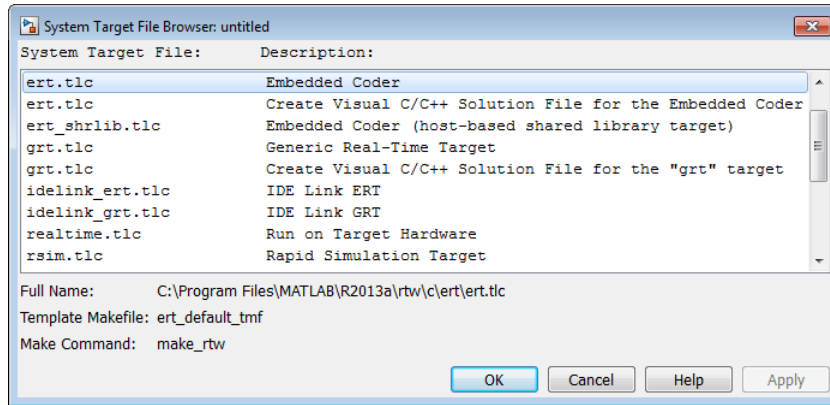 System Target File Browser: untitled
System Target File: Description:
ert.tlc Embedded Coder
ert.tlc Create Visual C/C++ Solution File for the Embedded Coder
ert_shrlib.tlc Embedded Coder (host-based shared library target)
grt.tlc Generic Real-Time Target
grt.tlc Create Visual C/C++ Solution File for the "grt" target
idelink_ert.tlc IDE Link ERT
idelink_grt.tlc IDE Link GRT
realtime.tlc Run on Target Hardware
rsim.tlc Rapid Simulation Target
Full Name: C:\Program Files\MATLAB\R2013a\rtw\c\ert\ert.tlc
Template Makefile: ert_default_tmf
Make Command: make_rtw
OK Cancel Help Apply